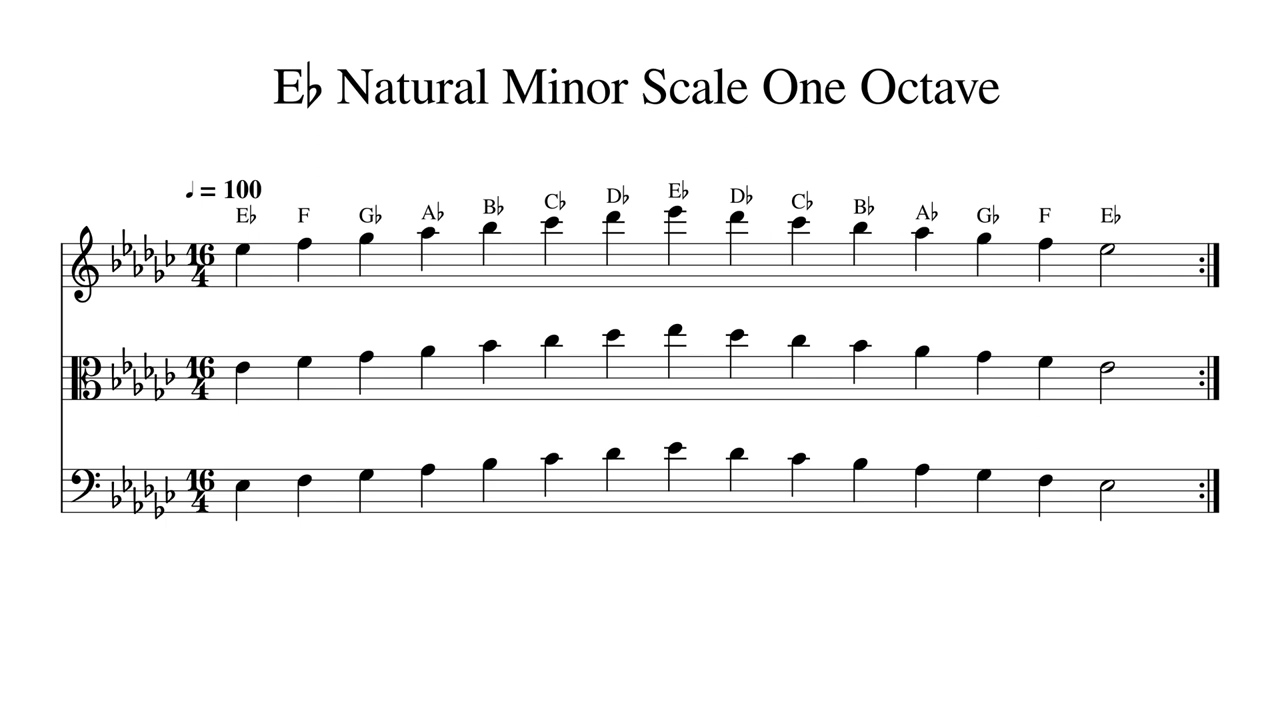 E♭ Natural Minor Scale One Octave
♩ = 100
E♭ F G♭ A♭ B♭ C♭ D♭ E♭ D♭ C♭ B♭ A♭ G♭ F E♭
16
4
16
4
16
4